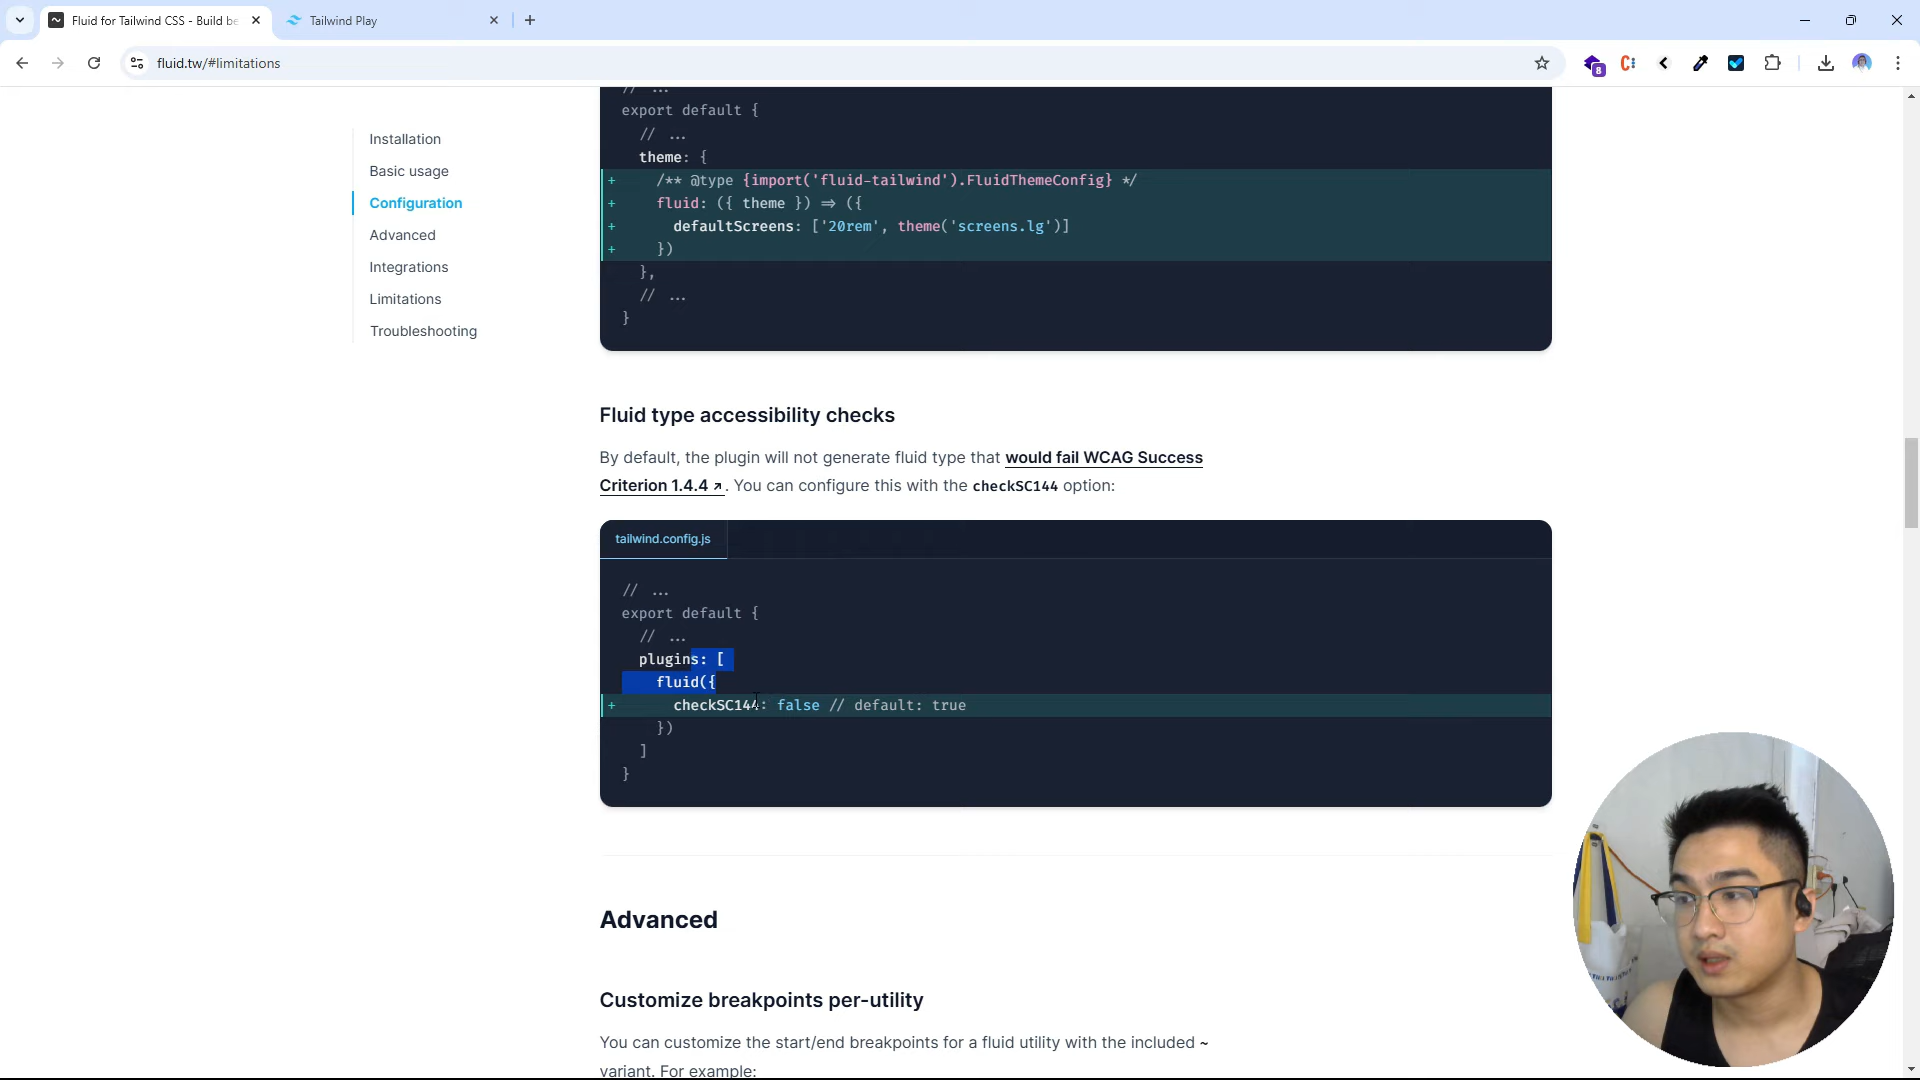 Fluid for Tailwind CSS - Build be
Tailwind Play
fluid.tw/#limitations
8
Installation
Basic usage
Configuration
Advanced
Integrations
Limitations
Troubleshooting
// ...
export default {
// ...
theme: {
+ /** @type {import('fluid-tailwind').FluidThemeConfig} */
+ fluid: ({ theme }) => ({
+ defaultScreens: ['20rem', theme('screens.lg')]
+ })
},
// ...
}
Fluid type accessibility checks
By default, the plugin will not generate fluid type that would fail WCAG Success
Criterion 1.4.4 ↗. You can configure this with the checkSC144 option:
tailwind.config.js
// ...
export default {
// ...
plugins: [
fluid({
+ checkSC144: false // default: true
})
]
}
Advanced
Customize breakpoints per-utility
You can customize the start/end breakpoints for a fluid utility with the included ~
variant. For example: